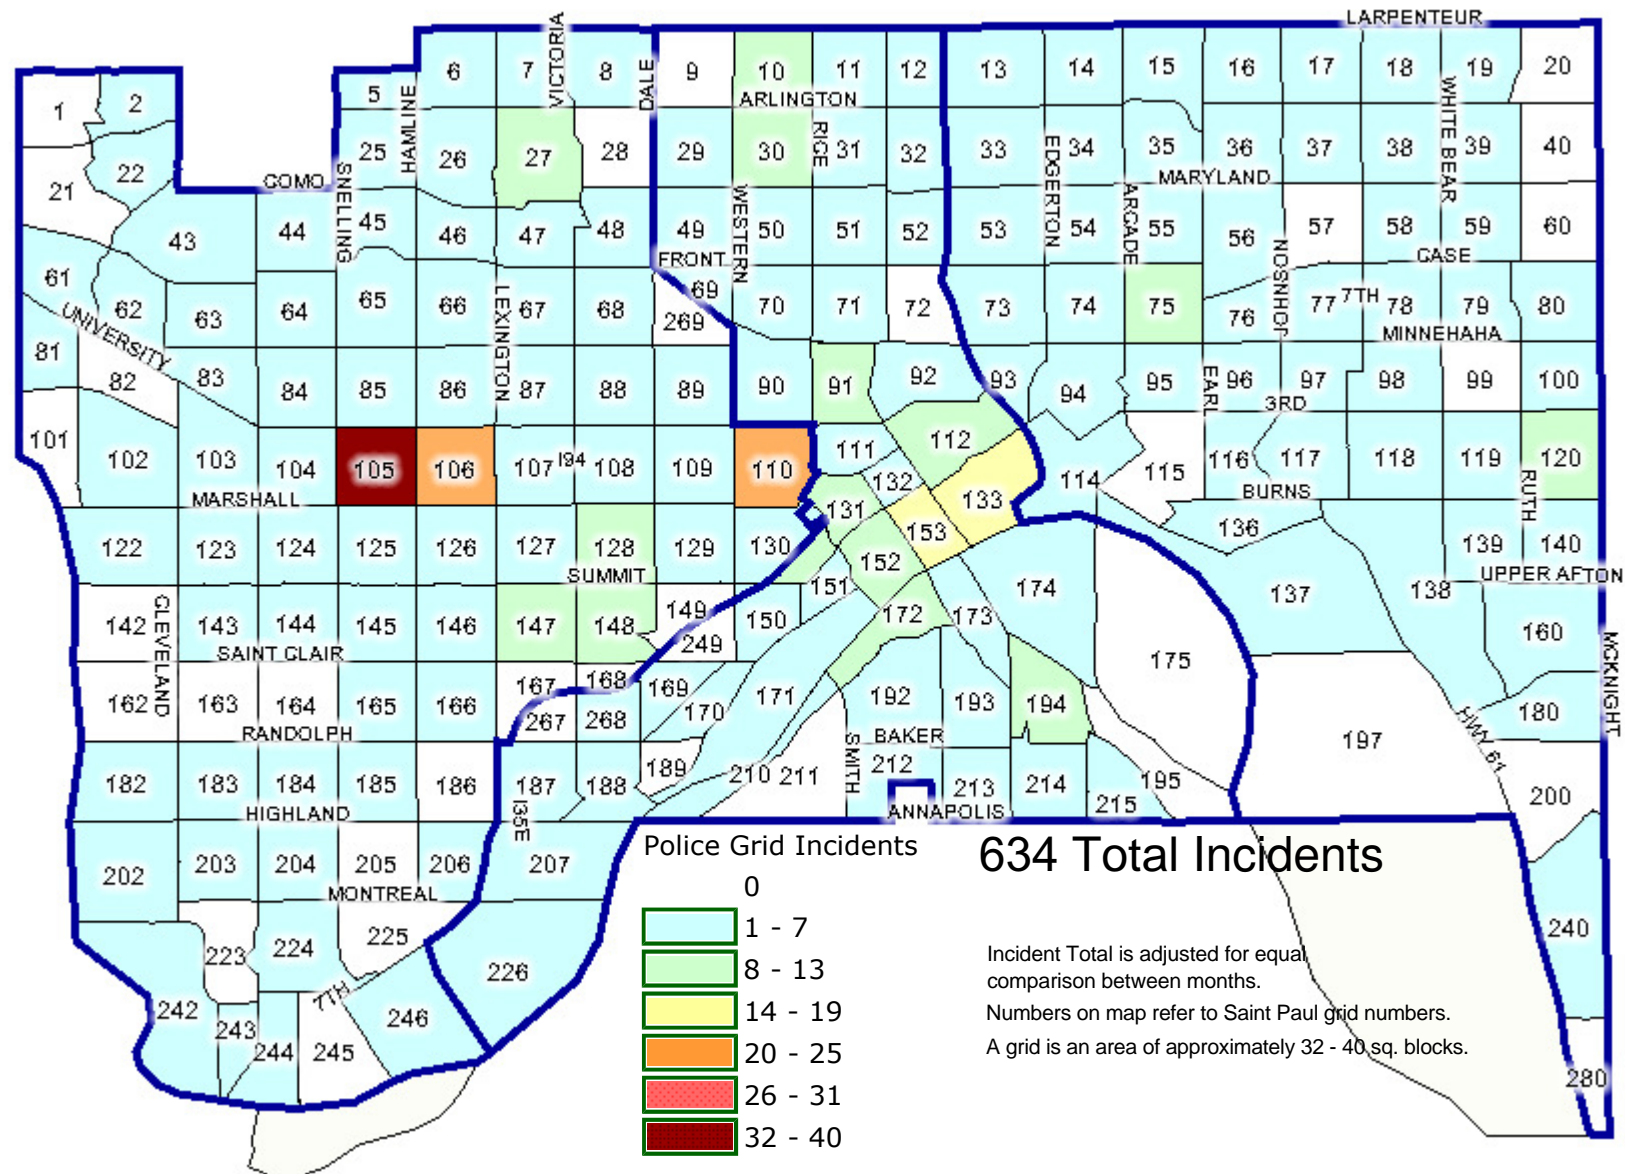 LARPENTEUR
6 7 VICTORIA 8 DALE 9 10 11 12 13 14 15 16 17 18 19 20
5 HAMLINE ARLINGTON WHITE BEAR
1 2
25 26 27 28 29 30 RICE 31 32 33 EDGERTON 34 35 36 37 38 39 40
21 22 COMO SNELLING WESTERN ARCADE MARYLAND
43 44 45 46 47 48 49 50 51 52 53 54 55 56 57 58 59 60
FRONT JOHNSON CASE
61 62 63 64 65 66 LEXINGTON 67 68 69 269 70 71 72 73 74 75 76 77 7TH 78 79 80
UNIVERSITY MINNEHAHA
81 82 83 84 85 86 87 88 89 90 91 92 93 94 95 EARL 96 97 98 99 100
3RD
101 102 103 104 105 106 107 I94 108 109 110 111 112 114 115 116 117 118 119 120
132 133
MARSHALL BURNS RUTH
122 123 124 125 126 127 128 129 130 131 152 153 136 139 140
SUMMIT UPPER AFTON
151 174 137 138
CLEVELAND
142 143 144 145 146 147 148 149 249 150 172 173 160
SAINT CLAIR 175 MCKNIGHT
162 163 164 165 166 167 267 168 268 169 170 171 192 193 194 180
RANDOLPH SMITH BAKER 197 HWY 61
182 183 184 185 186 187 188 189 210 211 212 213 214 215 195 200
HIGHLAND I35E ANNAPOLIS
202 203 204 205 206 207
MONTREAL
223 224 225 226 240
242 243 244 245 7TH 246 280
Police Grid Incidents
0
1 - 7
8 - 13
14 - 19
20 - 25
26 - 31
32 - 40
634 Total Incidents
Incident Total is adjusted for equal
comparison between months.
Numbers on map refer to Saint Paul grid numbers.
A grid is an area of approximately 32 - 40 sq. blocks.